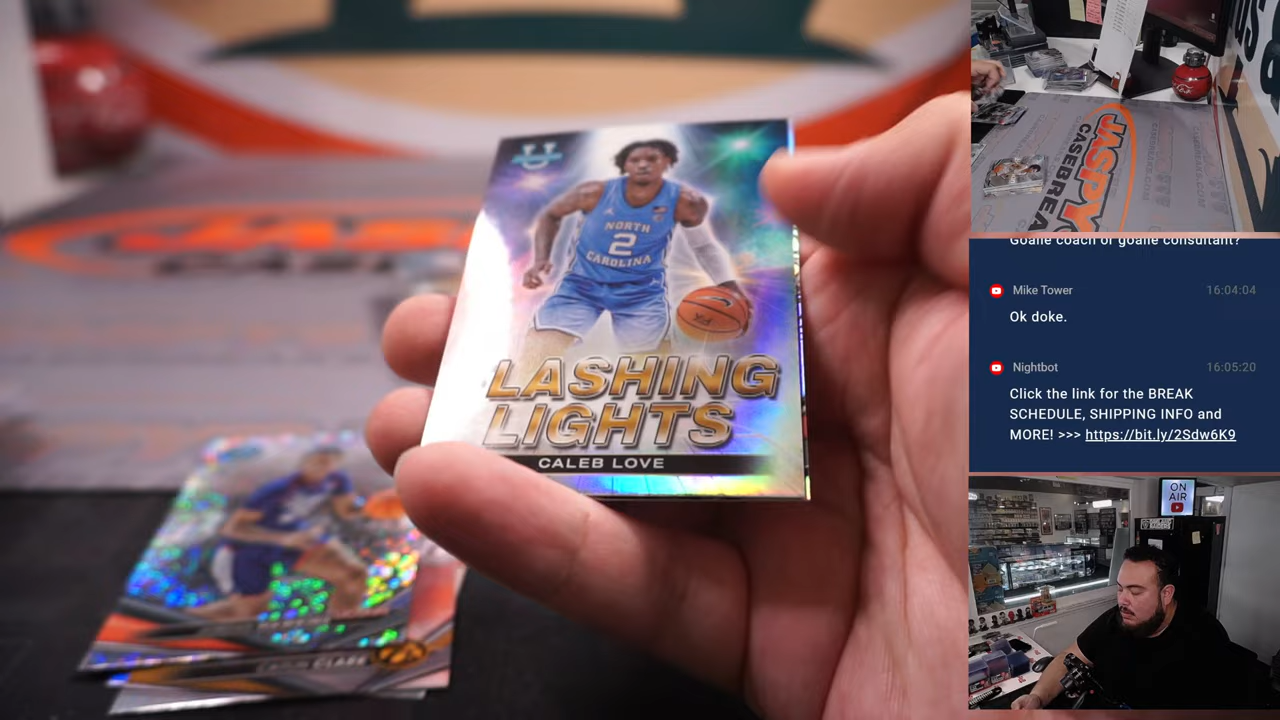 NORTH
2
CAROLINA
LASHING
LIGHTS
CALEB LOVE
JASPY'S
CASEBREA
Goalie coach or goalie consultant?
Mike Tower 16:04:04
Ok doke.
Nightbot 16:05:20
Click the link for the BREAK
SCHEDULE, SHIPPING INFO and
MORE! >>> https://bit.ly/2Sdw6K9
ON
AIR